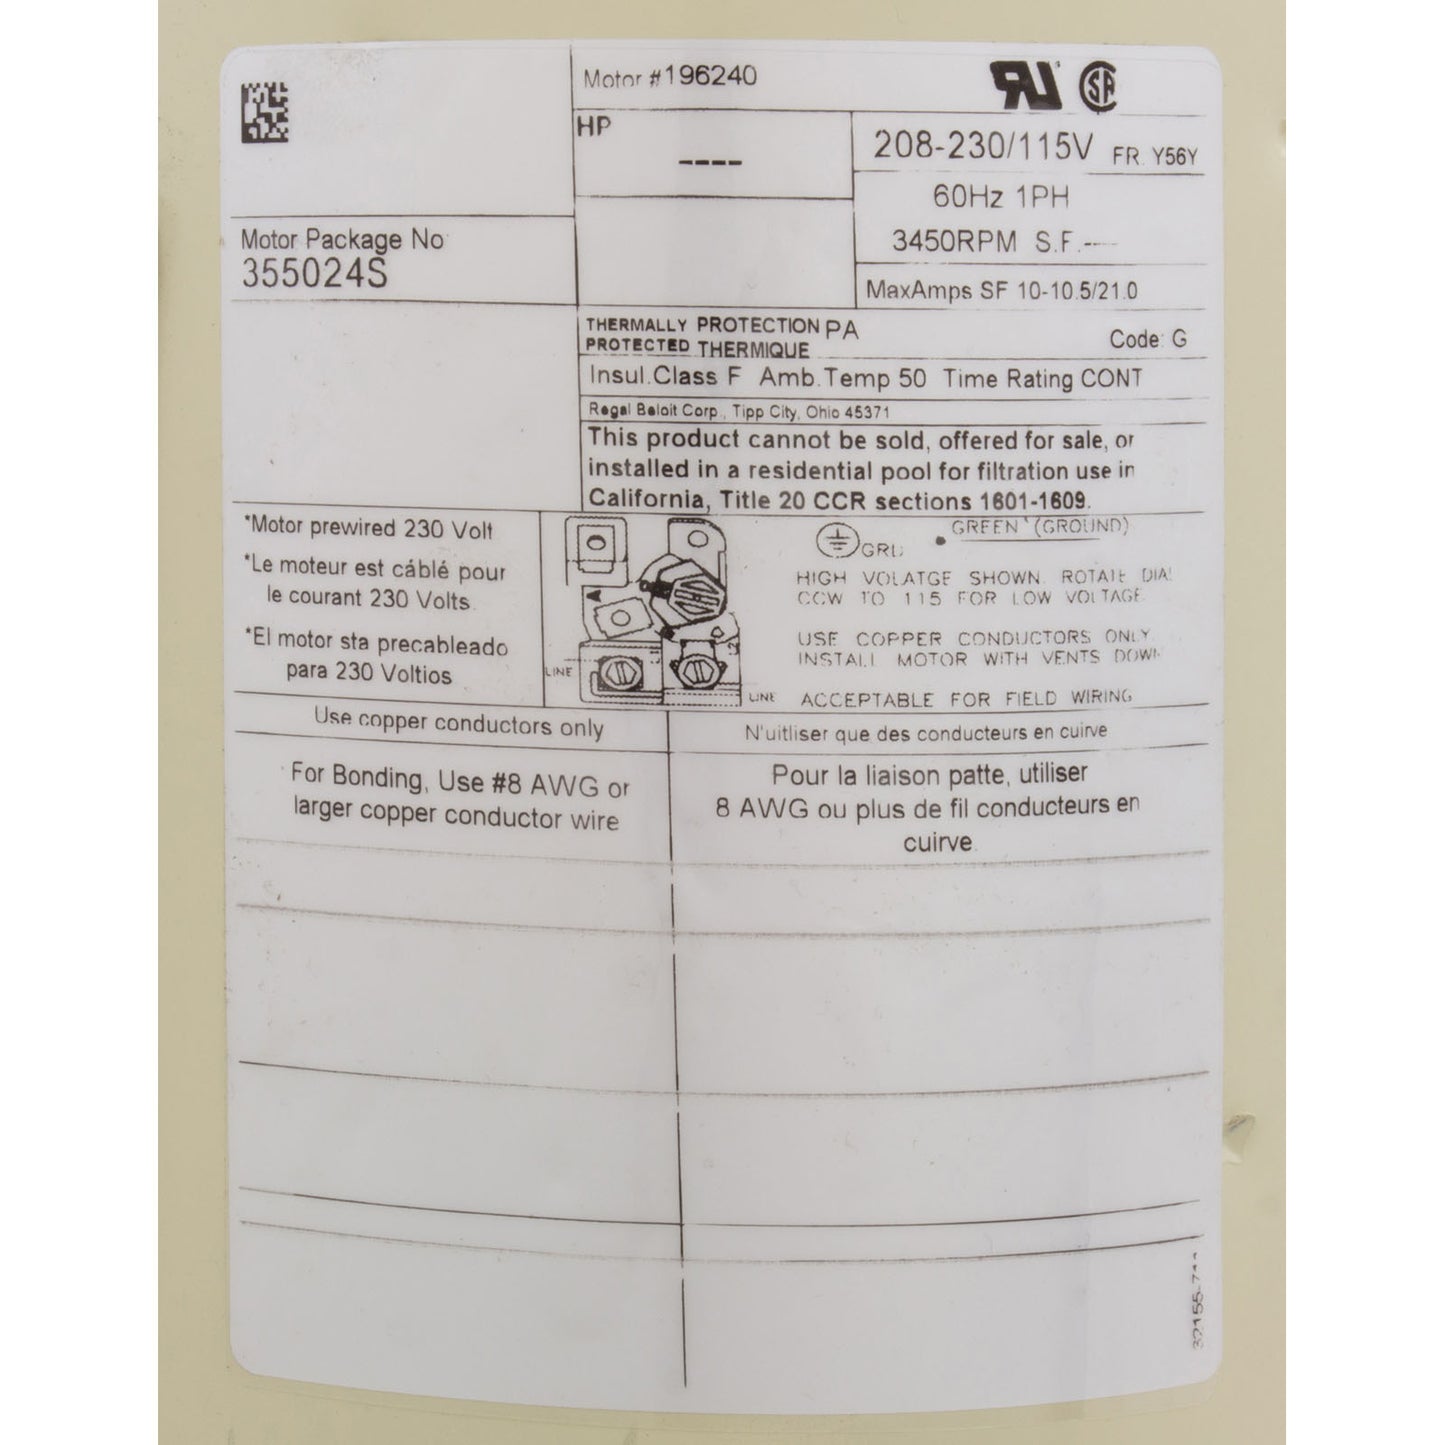 Motor #196240
HP
----
208-230/115V FR. Y56Y
60Hz 1PH
3450RPM S.F.----
MaxAmps SF 10-10.5/21.0
Motor Package No
355024S
THERMALLY PROTECTION PA
PROTECTED THERMIQUE
Code: G
Insul.Class F Amb.Temp 50 Time Rating CONT
Regal Beloit Corp., Tipp City, Ohio 45371
This product cannot be sold, offered for sale, or
installed in a residential pool for filtration use in
California, Title 20 CCR sections 1601-1609.
*Motor prewired 230 Volt
*Le moteur est cáblé pour
le courant 230 Volts.
*El motor sta precableado
para 230 Voltios
A
LINE
LINE
GREEN (GROUND)
GRD
HIGH VOLATGE SHOWN. ROTATE DIAL
CCW TO 115 FOR LOW VOLTAGE.
USE COPPER CONDUCTORS ONLY.
INSTALL MOTOR WITH VENTS DOWN
ACCEPTABLE FOR FIELD WIRING
Use copper conductors only
N'uitliser que des conducteurs en cuirve
For Bonding, Use #8 AWG or
larger copper conductor wire
Pour la liaison patte, utiliser
8 AWG ou plus de fil conducteurs en
cuirve.